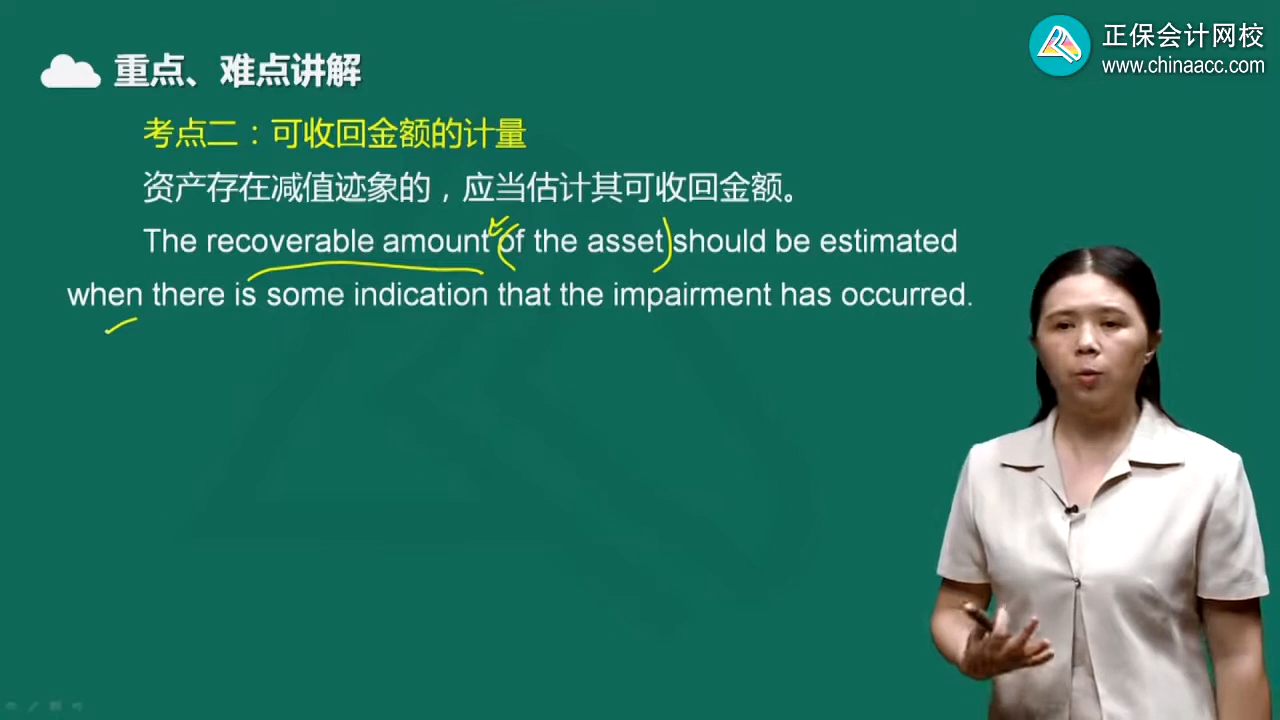 正保会计网校
www.chinaacc.com
重点、难点讲解
考点二：可收回金额的计量
资产存在减值迹象的，应当估计其可收回金额。
The recoverable amount of the asset should be estimated
when there is some indication that the impairment has occurred.